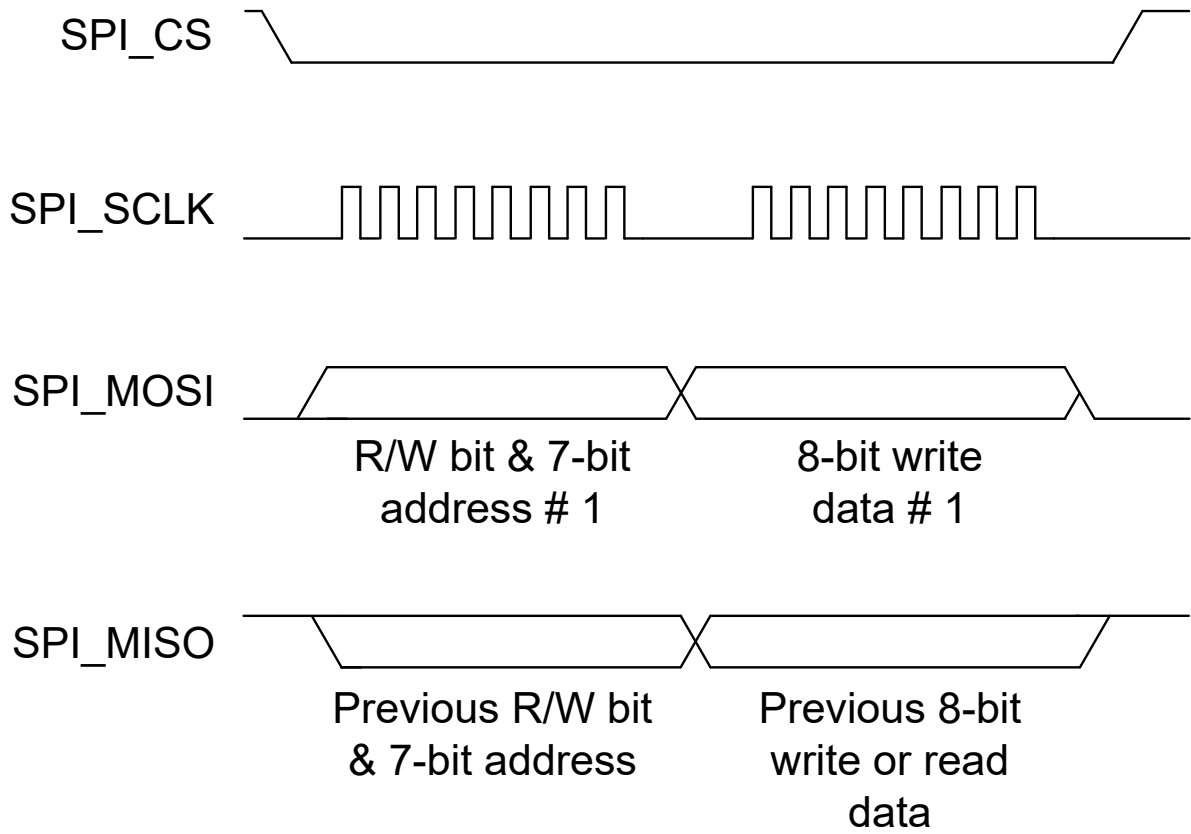 SPI_CS
SPI_SCLK
SPI_MOSI
R/W bit & 7-bit
address # 1
8-bit write
data # 1
SPI_MISO
Previous R/W bit
& 7-bit address
Previous 8-bit
write or read
data